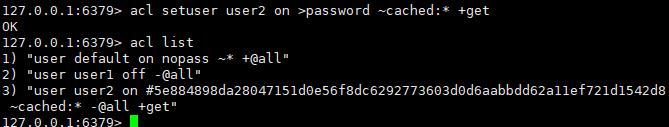 127.0.0.1:6379> acl setuser user2 on >password ~cached:* +get
OK
127.0.0.1:6379> acl list
1) "user default on nopass ~* +@all"
2) "user user1 off -@all"
3) "user user2 on #5e884898da28047151d0e56f8dc6292773603d0d6aabbdd62a11ef721d1542d8
~cached:* -@all +get"
127.0.0.1:6379>